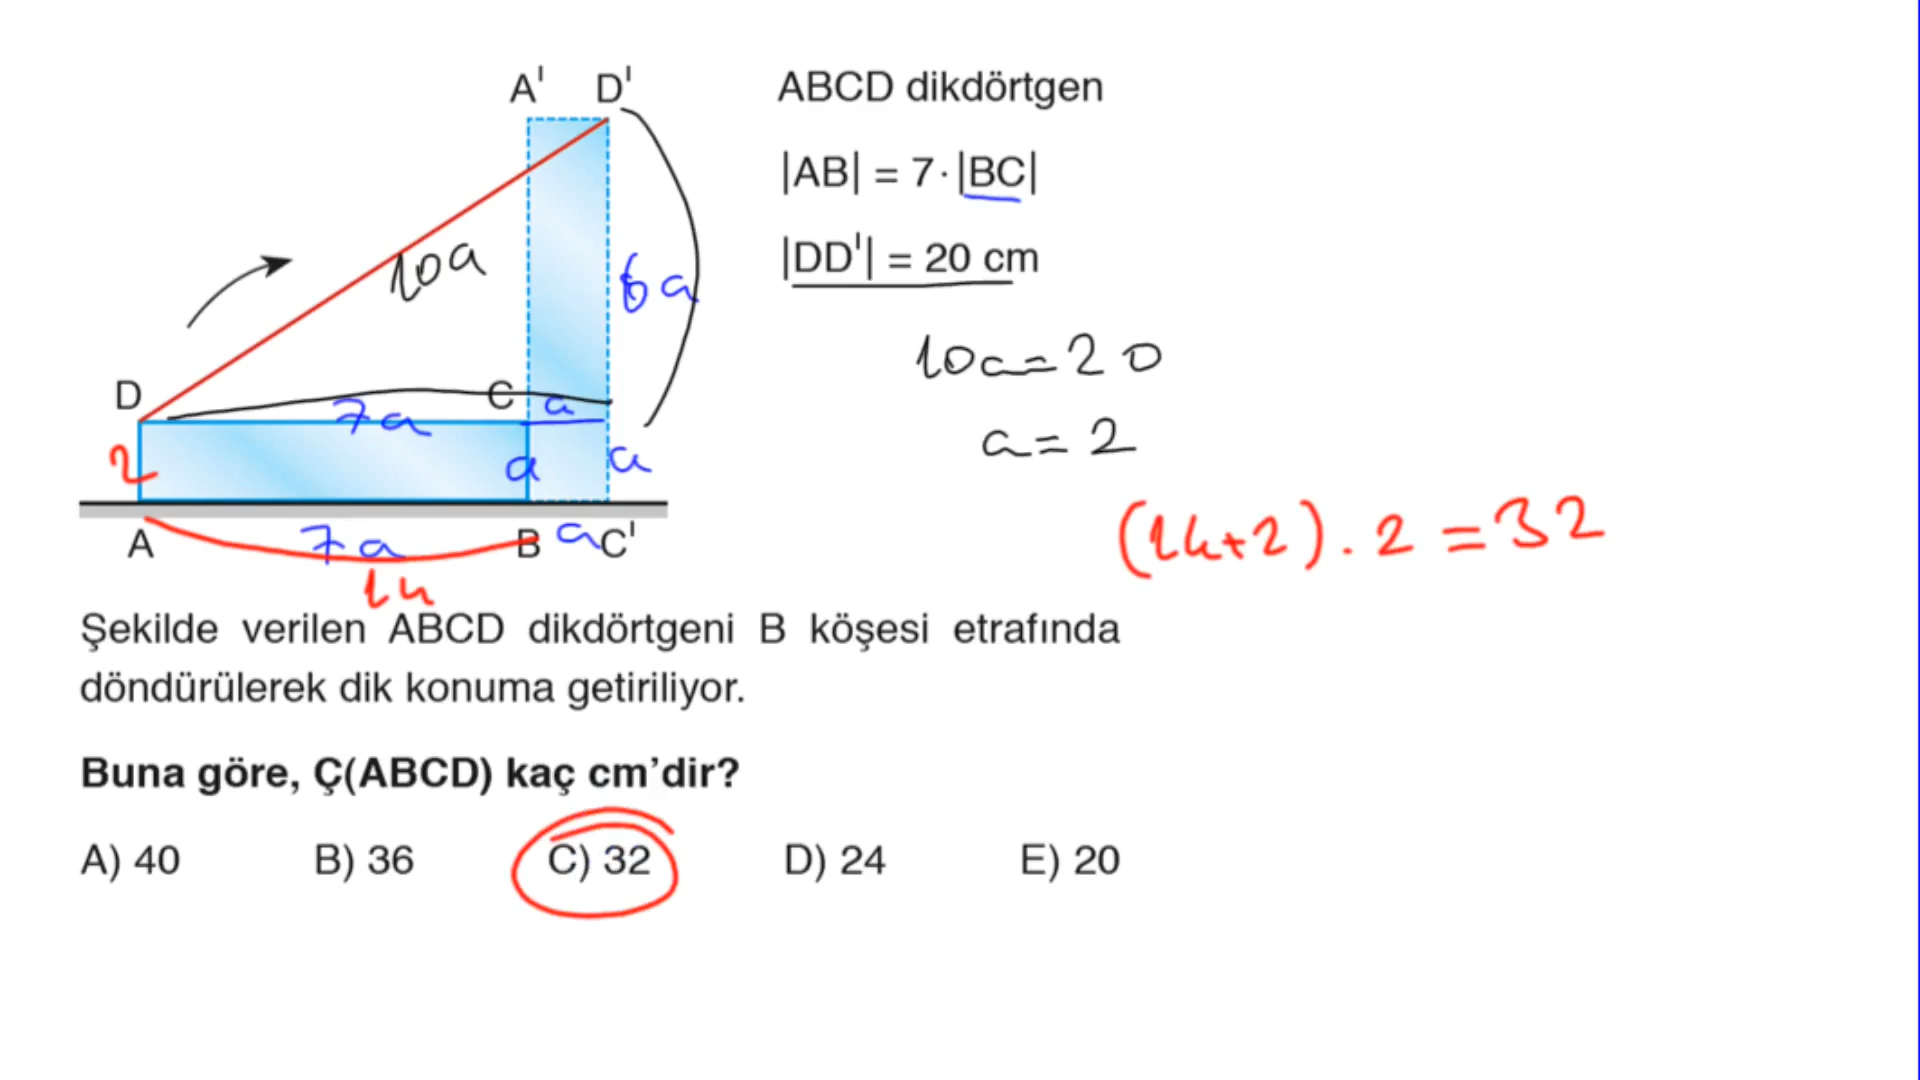 A' D' ABCD dikdörtgen
|AB| = 7·|BC|
|DD'| = 20 cm
10a 6a
10a=20
D C
7a a
a=2
2 a a
(14+2).2=32
A 7a B a C'
14
Şekilde verilen ABCD dikdörtgeni B köşesi etrafında
döndürülerek dik konuma getiriliyor.
Buna göre, Ç(ABCD) kaç cm'dir?
A) 40 B) 36 C) 32 D) 24 E) 20